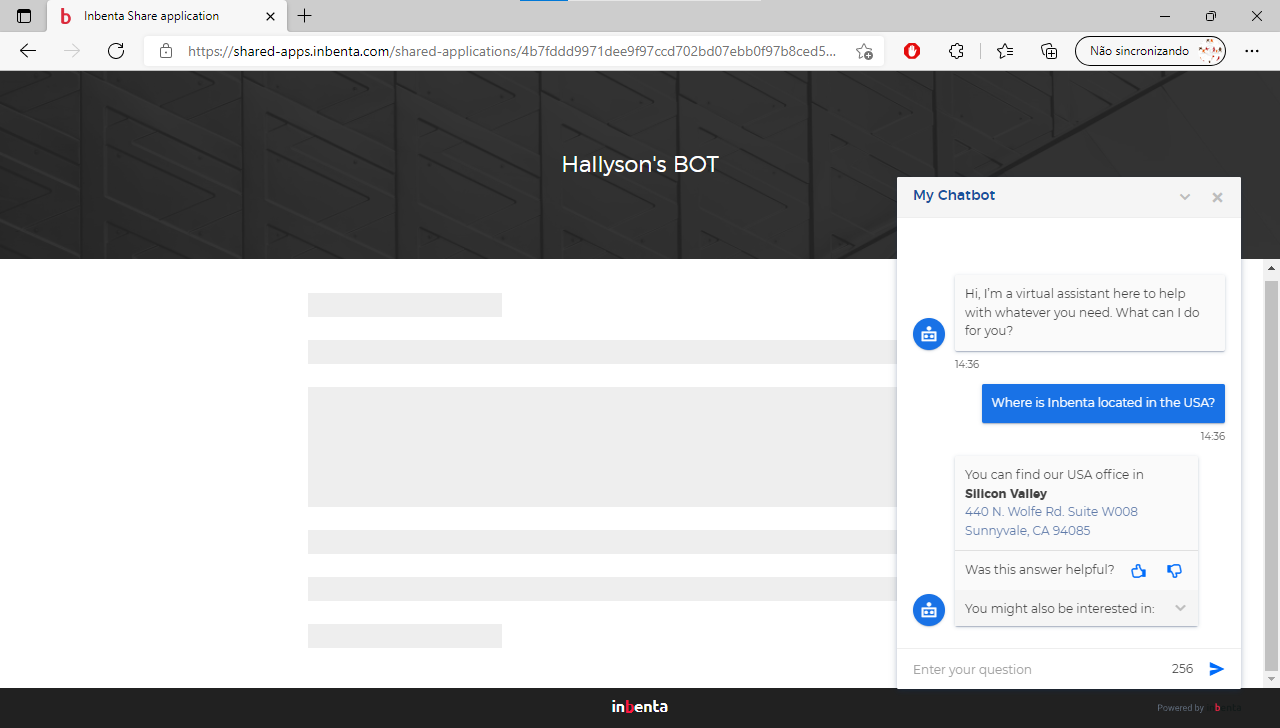 Inbenta Share application
https://shared-apps.inbenta.com/shared-applications/4b7fddd9971dee9f97ccd702bd07ebb0f97b8ced5...
Não sincronizando
Hallyson's BOT
My Chatbot
Hi, I'm a virtual assistant here to help
with whatever you need. What can I do
for you?
14:36
Where is Inbenta located in the USA?
14:36
You can find our USA office in
Silicon Valley
440 N. Wolfe Rd. Suite W008
Sunnyvale, CA 94085
Was this answer helpful?
You might also be interested in:
Enter your question
256
inbenta
Powered by